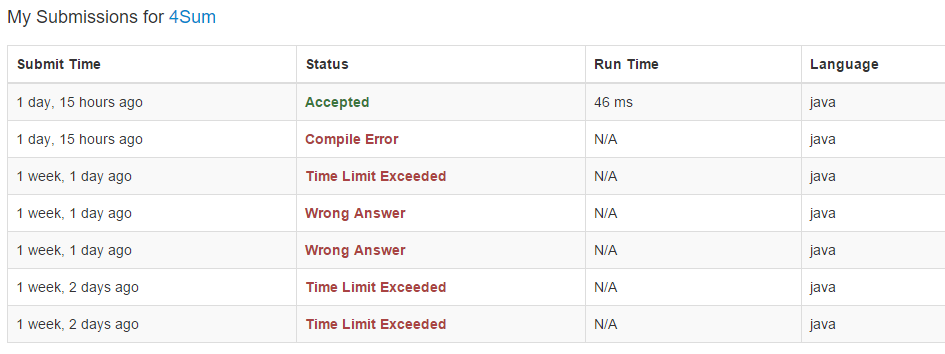 My Submissions for 4Sum
Submit Time Status Run Time Language
1 day, 15 hours ago Accepted 46 ms java
1 day, 15 hours ago Compile Error N/A java
1 week, 1 day ago Time Limit Exceeded N/A java
1 week, 1 day ago Wrong Answer N/A java
1 week, 1 day ago Wrong Answer N/A java
1 week, 2 days ago Time Limit Exceeded N/A java
1 week, 2 days ago Time Limit Exceeded N/A java